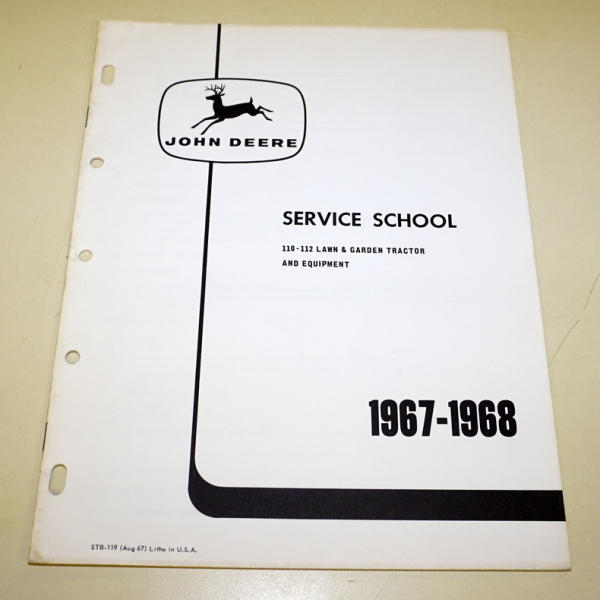 JOHN DEERE
SERVICE SCHOOL
110-112 LAWN & GARDEN TRACTOR
AND EQUIPMENT
1967-1968
STB-119 (Aug 67) Litho in U.S.A.